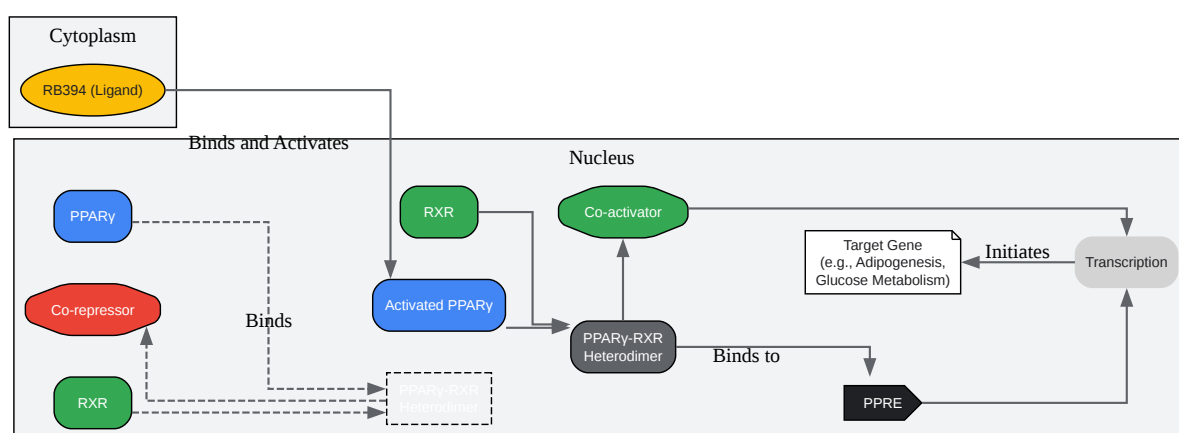 Cytoplasm
RB394 (Ligand)
Binds and Activates
Nucleus
PPARγ
RXR
Co-activator
Target Gene
(e.g., Adipogenesis,
Glucose Metabolism)
Initiates
Transcription
Co-repressor
Binds
Activated PPARγ
PPARγ-RXR
Heterodimer
Binds to
RXR
PPARγ-RXR
Heterodimer
PPRE